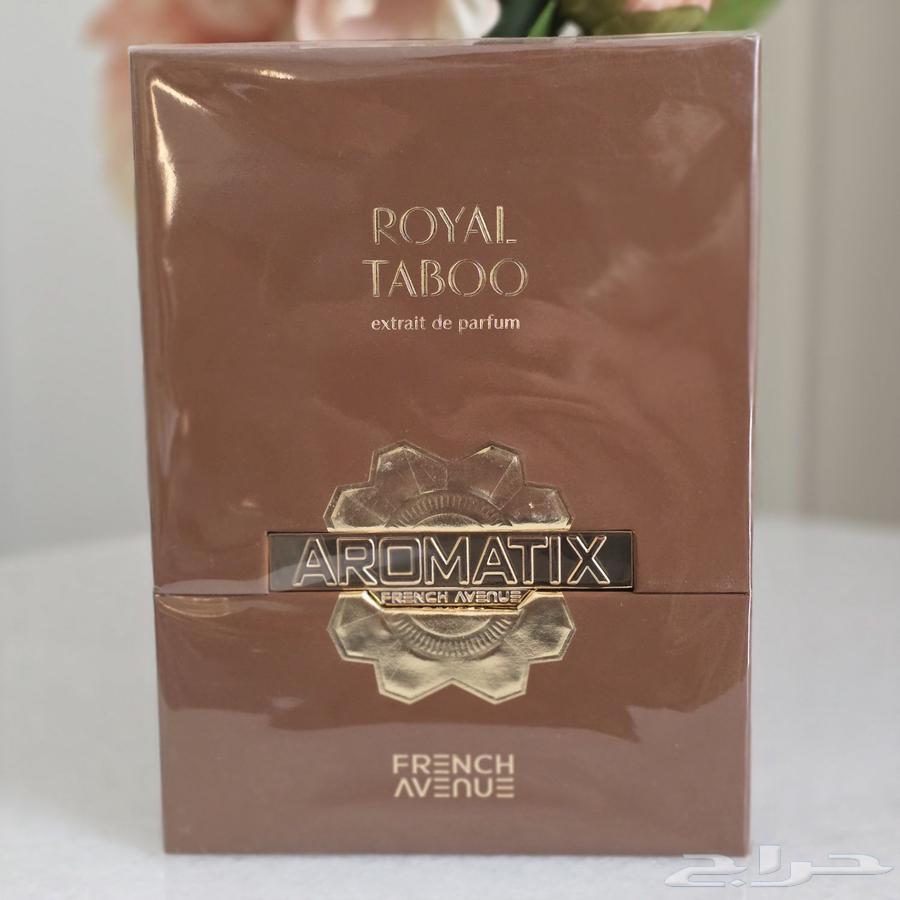 ROYAL
TABOO
extrait de parfum
AROMATIX
FRENCH AVENUE
FRENCH
AVENUE
حراج